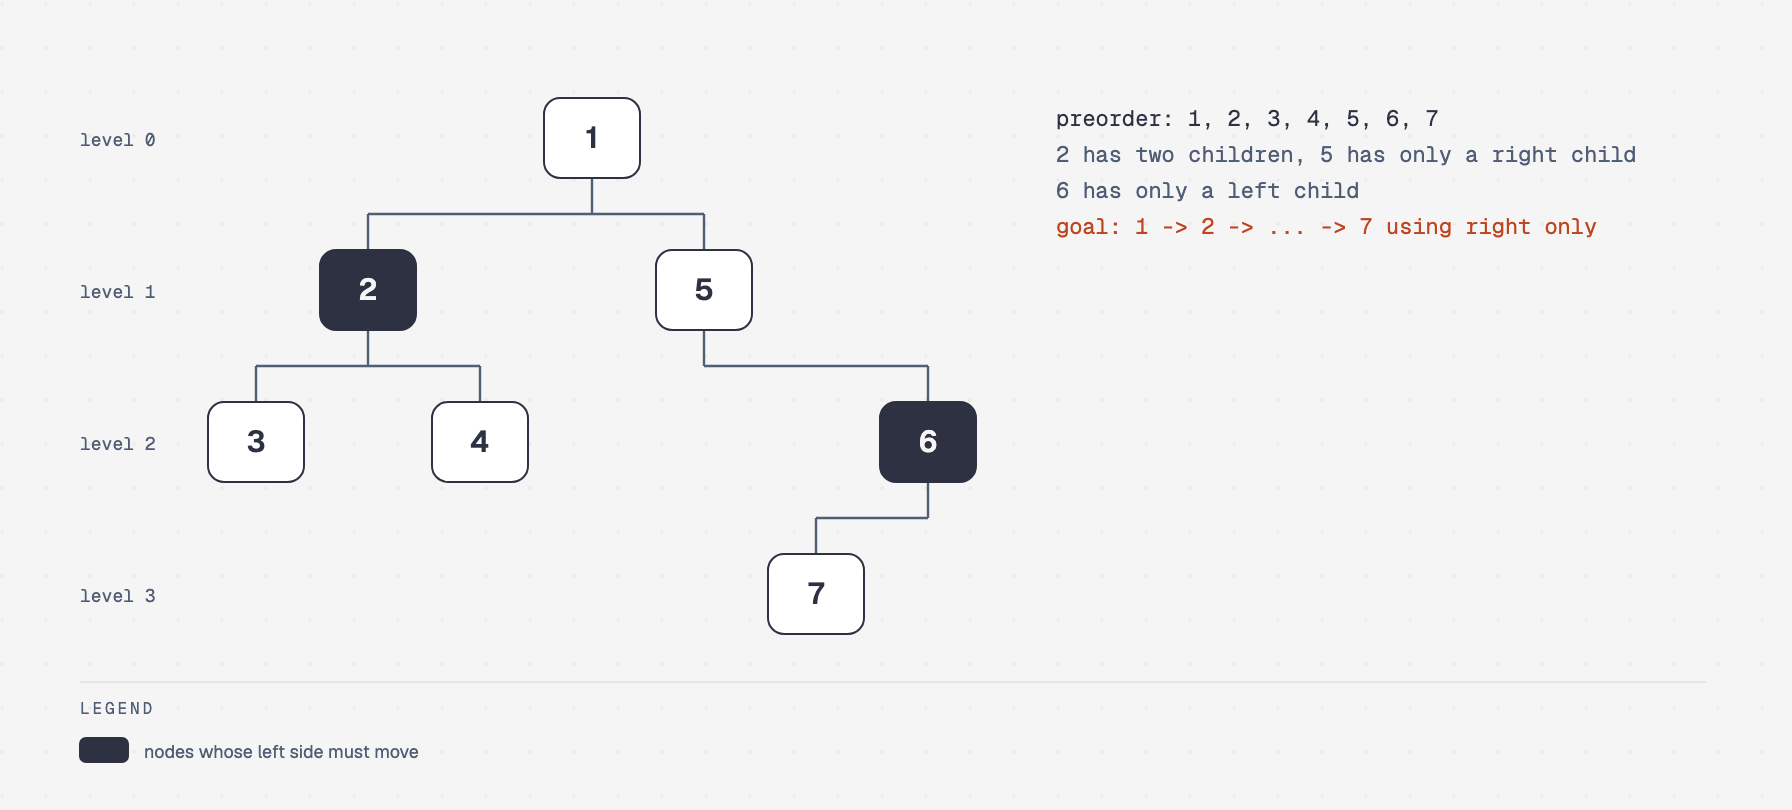 preorder: 1, 2, 3, 4, 5, 6, 7
2 has two children, 5 has only a right child
6 has only a left child
goal: 1 -> 2 -> ... -> 7 using right only
level 0
1
level 1
2
5
level 2
3
4
6
level 3
7
LEGEND
nodes whose left side must move